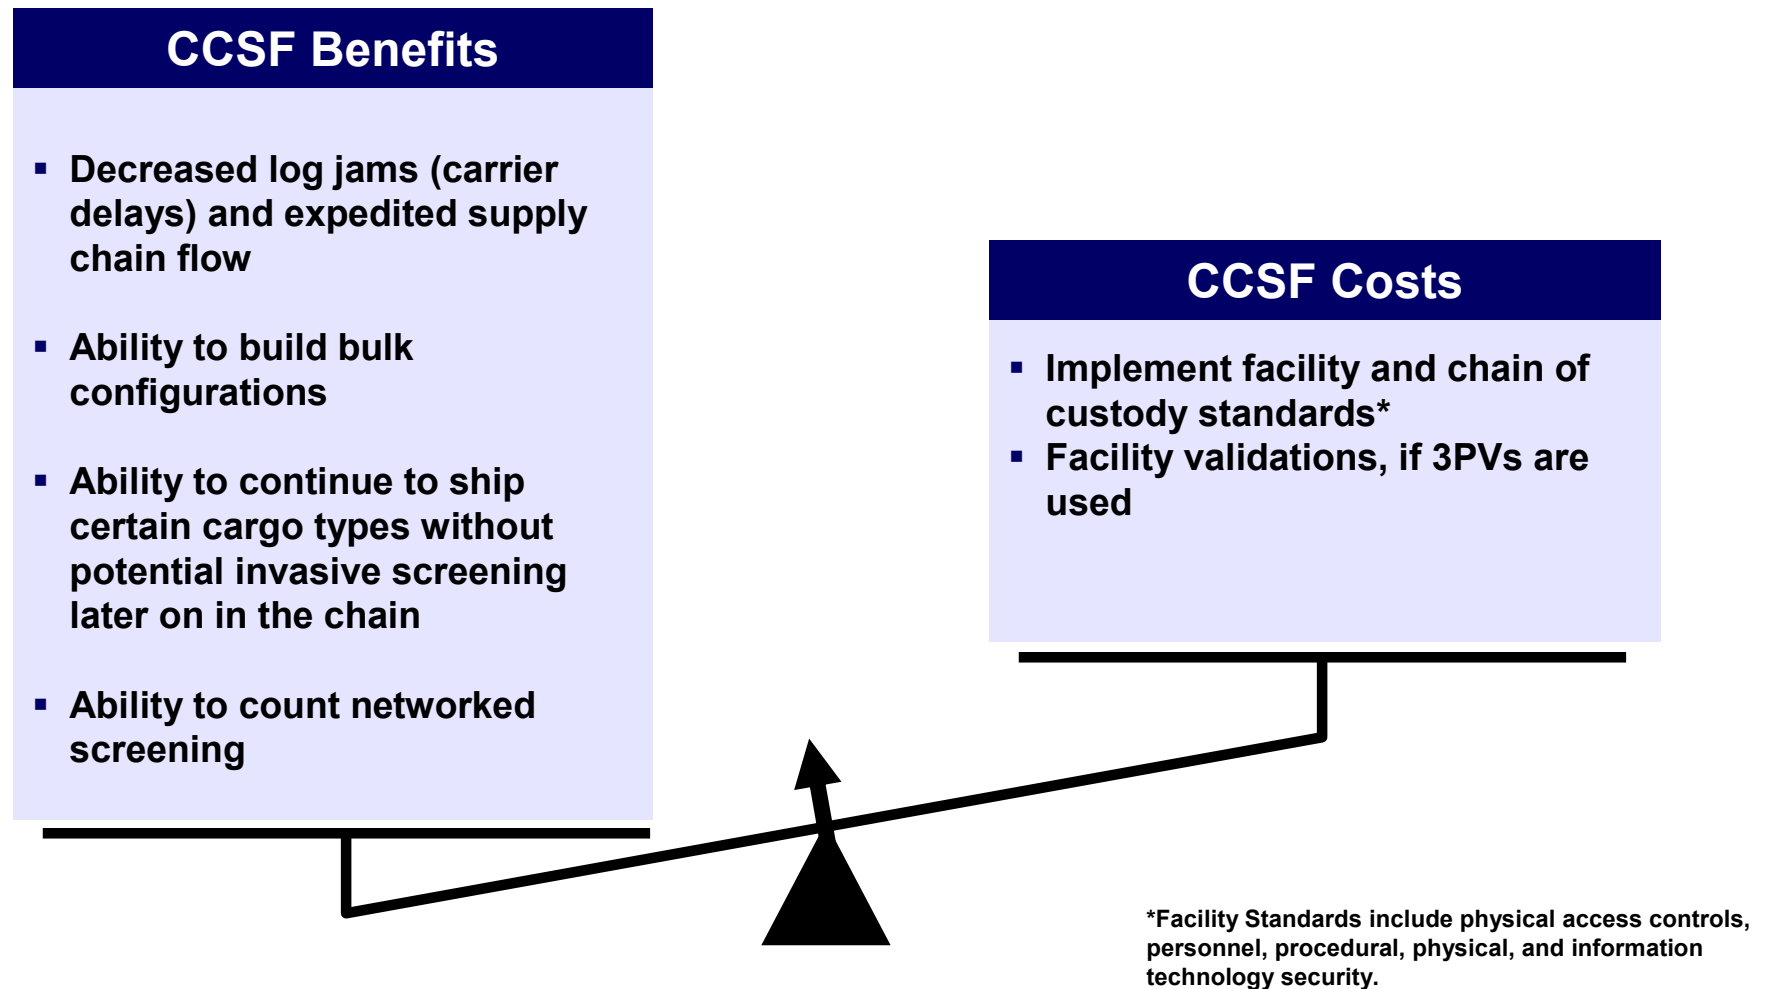 CCSF Benefits
▪ Decreased log jams (carrier
delays) and expedited supply
chain flow
▪ Ability to build bulk
configurations
▪ Ability to continue to ship
certain cargo types without
potential invasive screening
later on in the chain
▪ Ability to count networked
screening
CCSF Costs
▪ Implement facility and chain of
custody standards*
▪ Facility validations, if 3PVs are
used
*Facility Standards include physical access controls,
personnel, procedural, physical, and information
technology security.